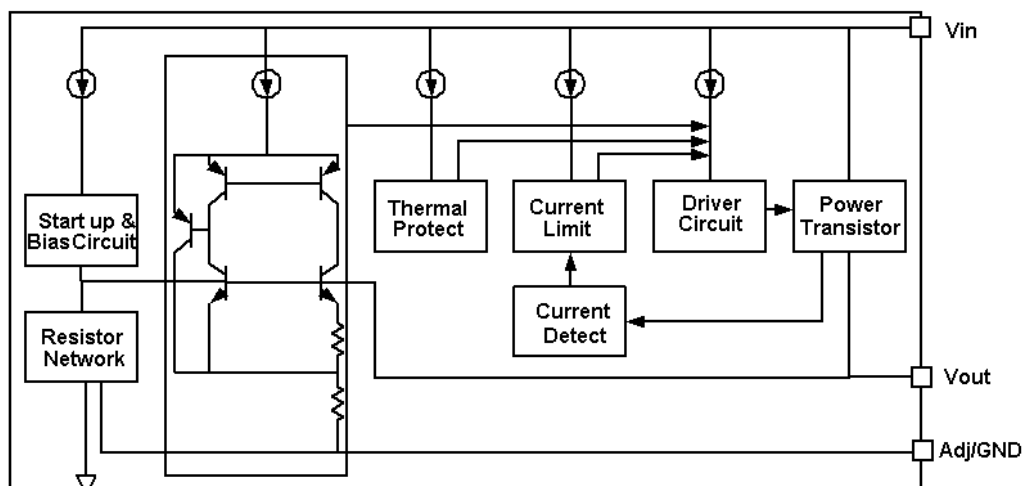 Vin
Start up &
Bias Circuit
Thermal
Protect
Current
Limit
Driver
Circuit
Power
Transistor
Resistor
Network
Current
Detect
Vout
Adj/GND